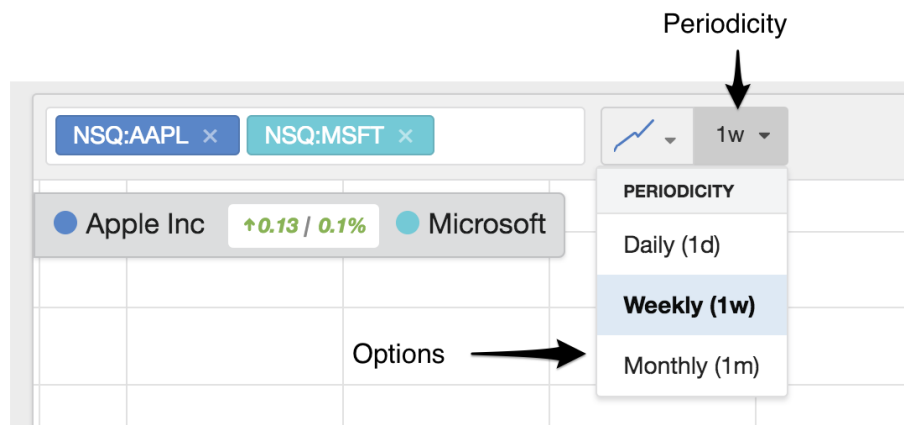 Periodicity
NSQ:AAPL × NSQ:MSFT × 1w
PERIODICITY
Apple Inc ↑0.13 / 0.1% Microsoft
Daily (1d)
Weekly (1w)
Options
Monthly (1m)